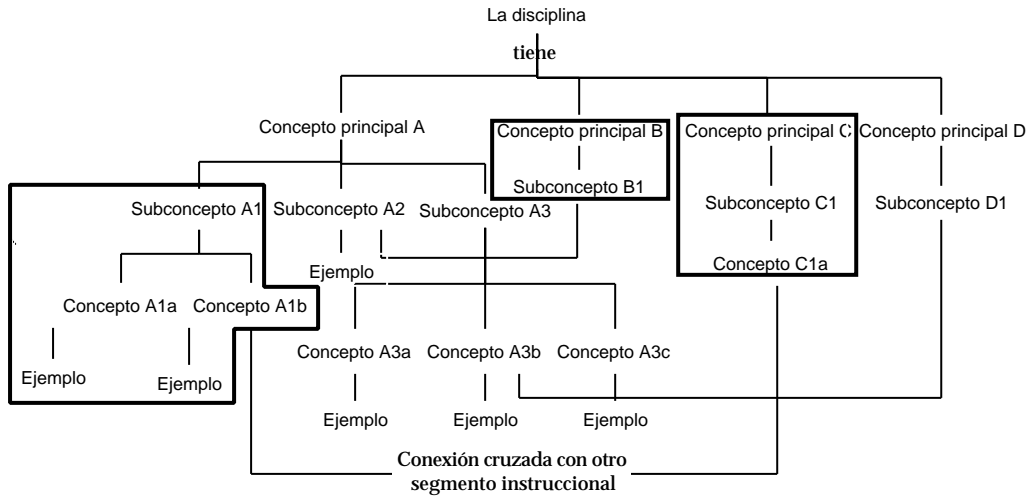 La disciplina
tiene
Concepto principal A
Concepto principal B
Concepto principal C
Concepto principal D
Subconcepto A1
Subconcepto A2
Subconcepto A3
Subconcepto B1
Subconcepto C1
Subconcepto D1
Ejemplo
Concepto C1a
Concepto A1a
Concepto A1b
Concepto A3a
Concepto A3b
Concepto A3c
Ejemplo
Ejemplo
Ejemplo
Ejemplo
Ejemplo
Conexión cruzada con otro
segmento instruccional